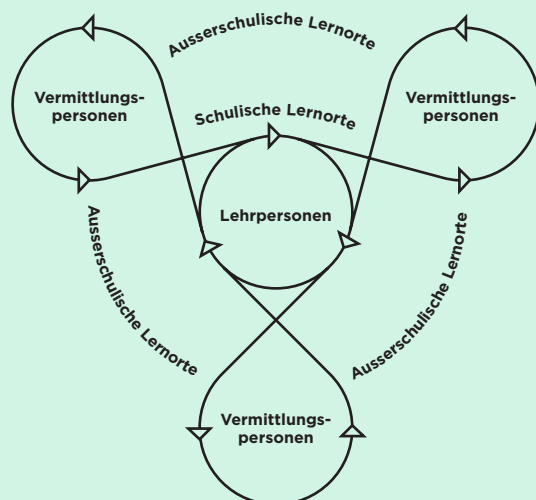 Ausserschulische Lernorte
Vermittlungs-
personen
Vermittlungs-
personen
Schulische Lernorte
Lehrpersonen
Ausserschulische Lernorte
Ausserschulische Lernorte
Vermittlungs-
personen